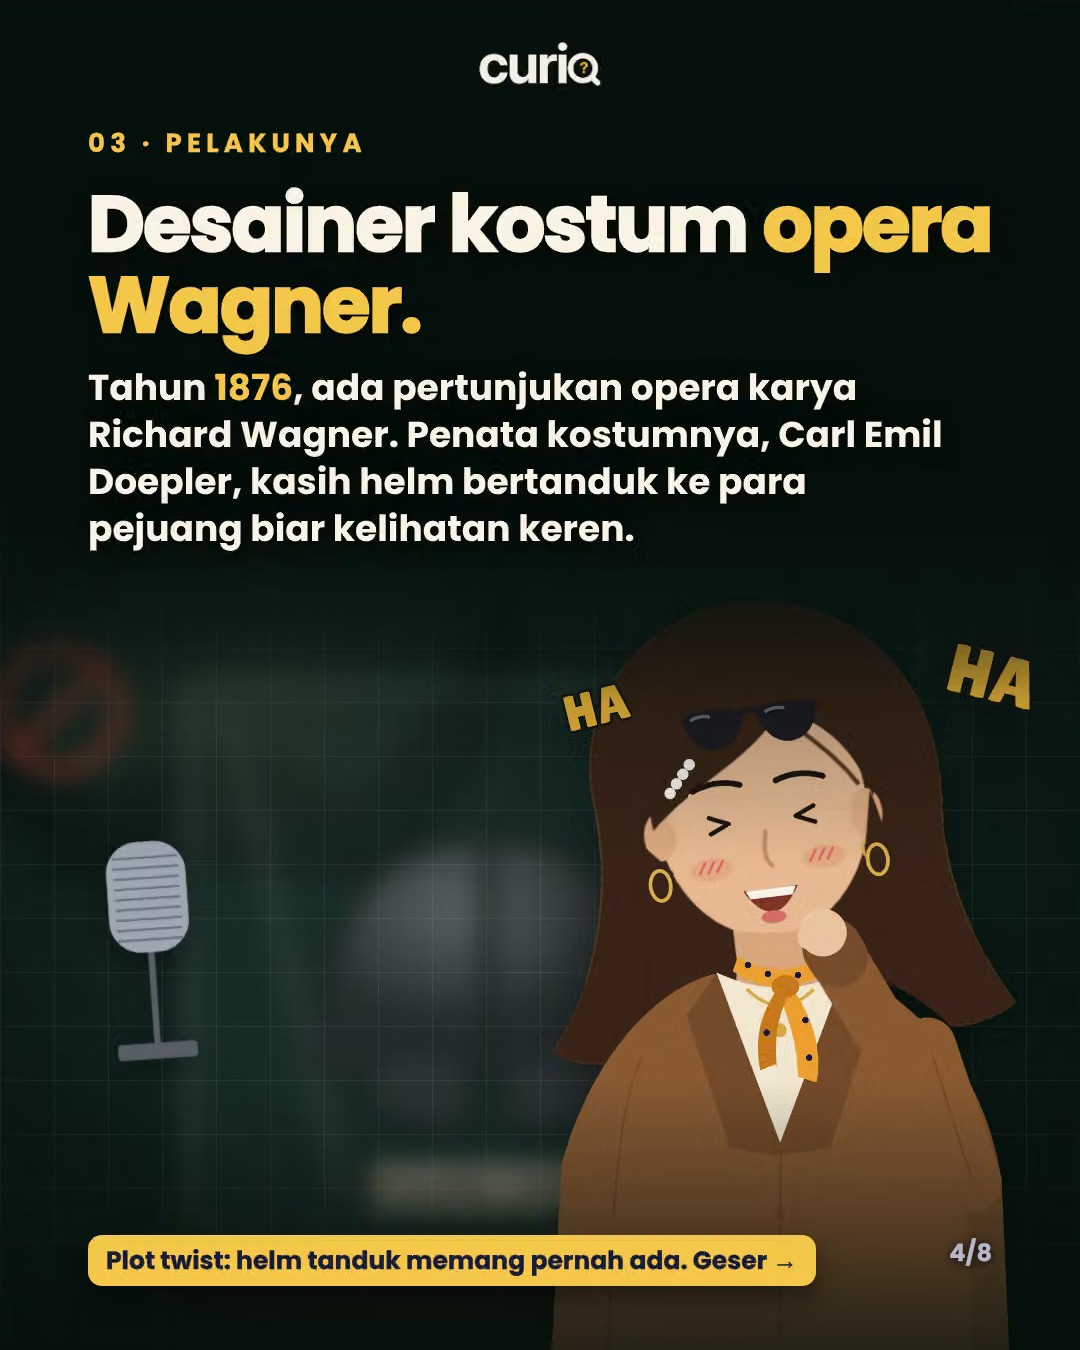 curiQ
03 · PELAKUNYA
Desainer kostum opera
Wagner.
Tahun 1876, ada pertunjukan opera karya
Richard Wagner. Penata kostumnya, Carl Emil
Doepler, kasih helm bertanduk ke para
pejuang biar kelihatan keren.
HA
HA
Plot twist: helm tanduk memang pernah ada. Geser →
4/8